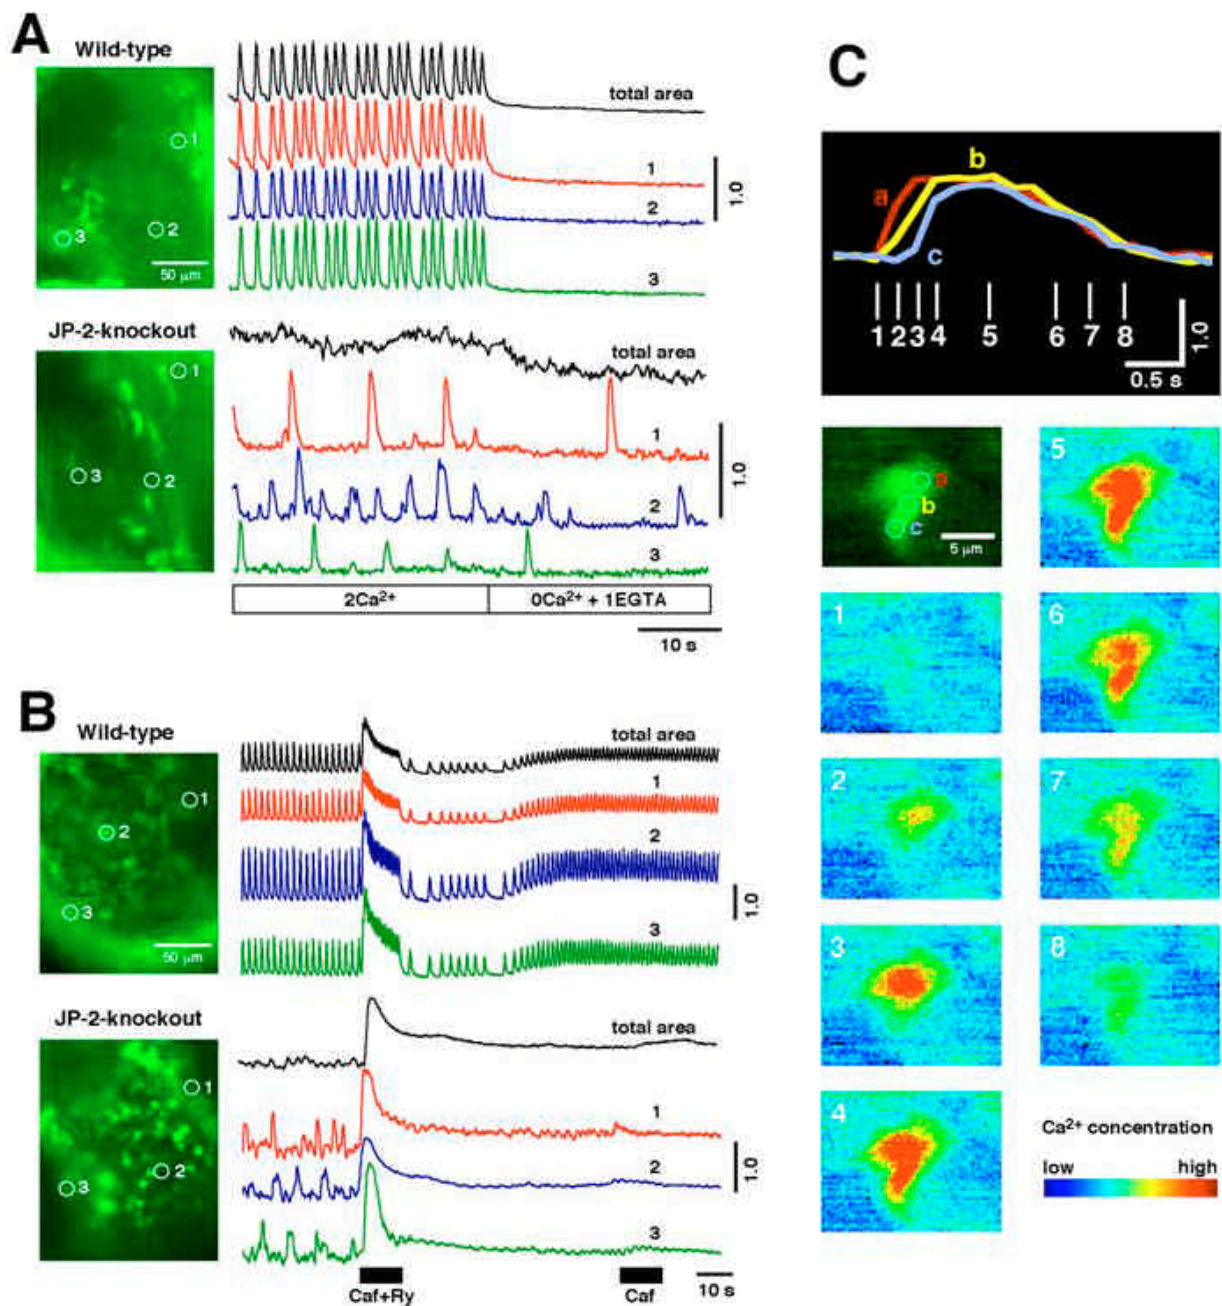 A
Wild-type
1
2
3
50 µm
total area
1
2
3
1.0
JP-2-knockout
1
3
2
total area
1
2
3
1.0
2Ca²⁺
0Ca²⁺ + 1EGTA
10 s
B
Wild-type
1
2
3
50 µm
total area
1
2
3
1.0
JP-2-knockout
1
2
3
total area
1
2
3
1.0
Caf+Ry
Caf
10 s
C
a
b
c
1 2 3 4 5 6 7 8
1.0
0.5 s
a
b
c
5 µm
5
1
6
2
7
3
8
4
Ca²⁺ concentration
low high